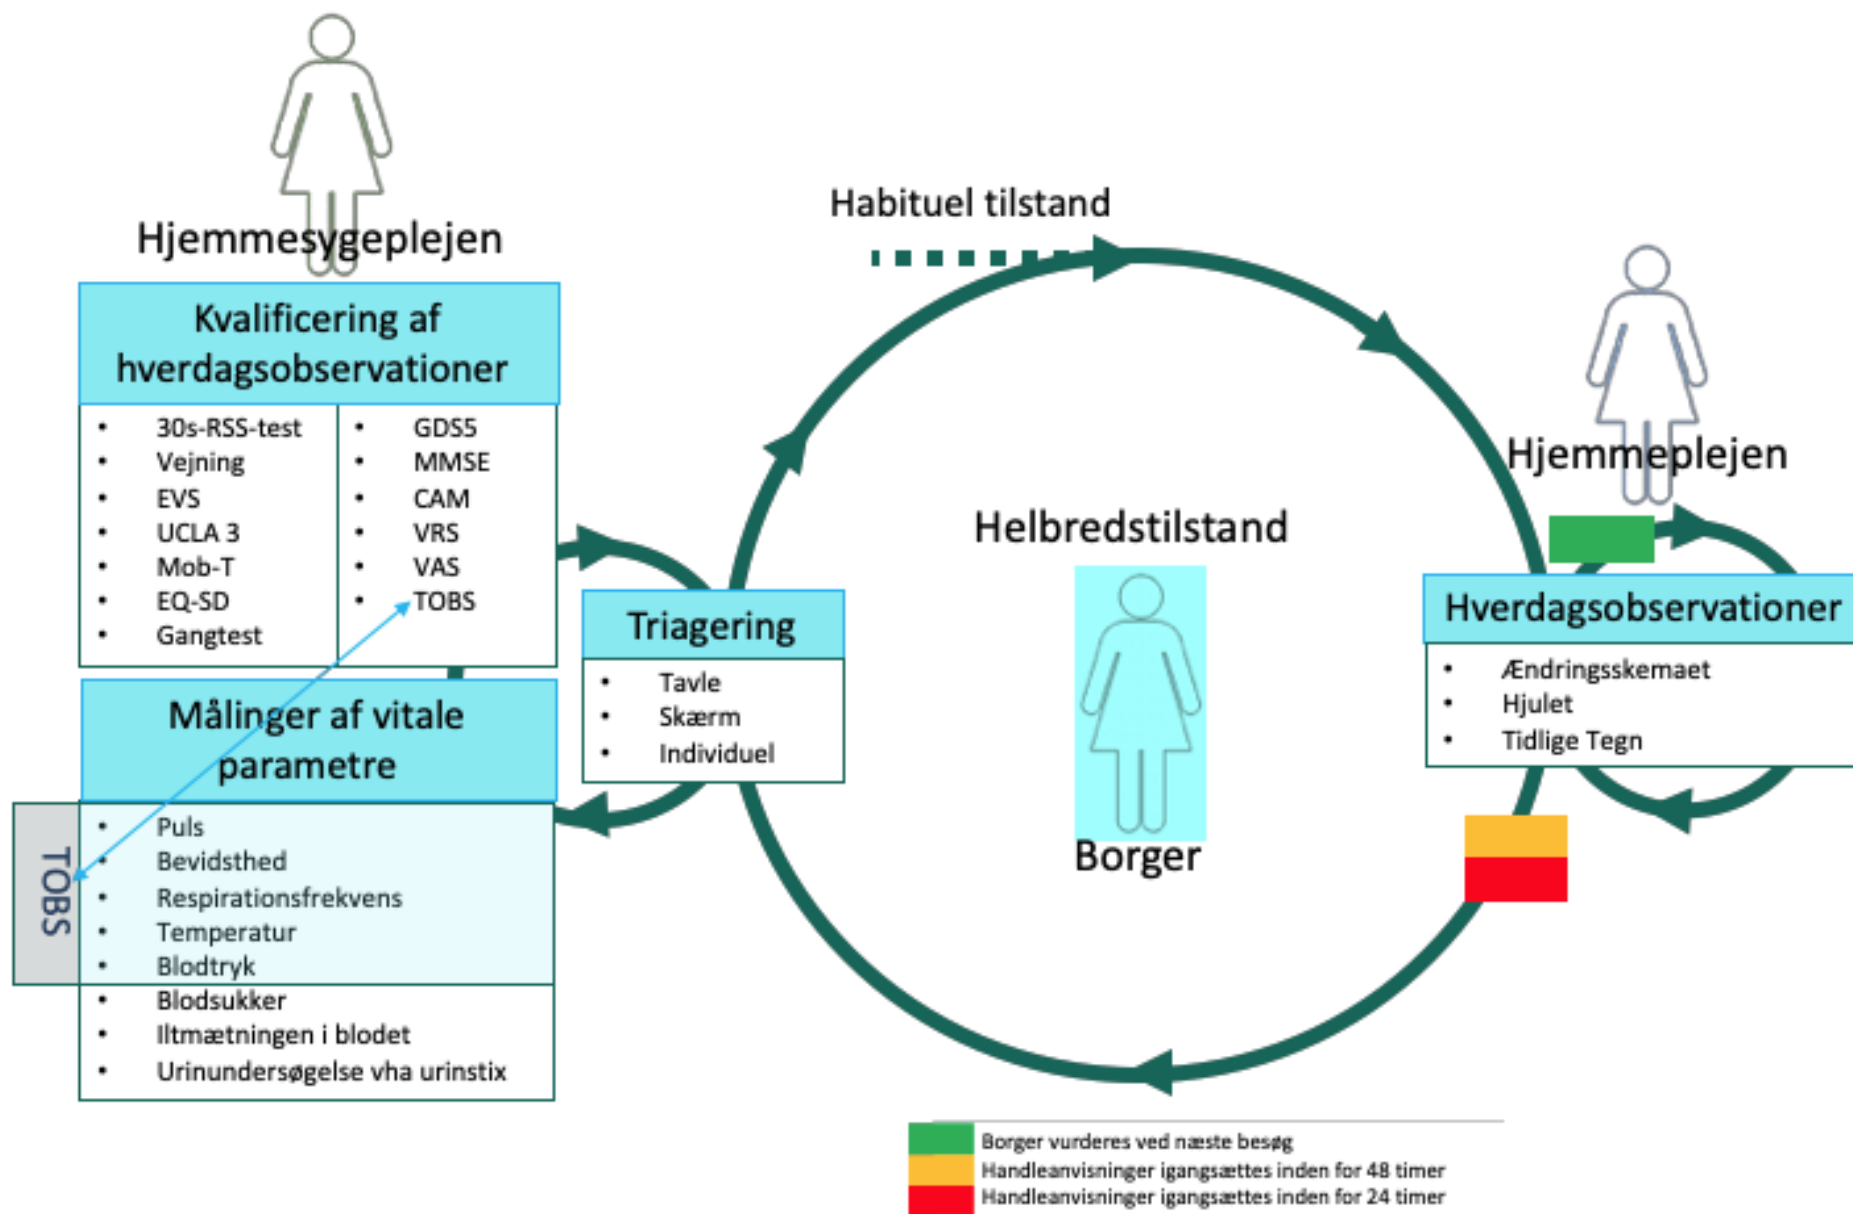 Hjemmesygeplejen
Kvalificering af
hverdagsobservationer
• 30s-RSS-test
• Vejning
• EVS
• UCLA 3
• Mob-T
• EQ-SD
• Gangtest
• GDS5
• MMSE
• CAM
• VRS
• VAS
• TOBS
Målinger af vitale
parametre
TOBS
• Puls
• Bevidsthed
• Respirationsfrekvens
• Temperatur
• Blodtryk
• Blodsukker
• Iltmætningen i blodet
• Urinundersøgelse vha urinstix
Triagering
• Tavle
• Skærm
• Individuel
Habituel tilstand
Helbredstilstand
Borger
Hjemmeplejen
Hverdagsobservationer
• Ændringsskemaet
• Hjulet
• Tidlige Tegn
Borger vurderes ved næste besøg
Handleanvisninger igangsættes inden for 48 timer
Handleanvisninger igangsættes inden for 24 timer